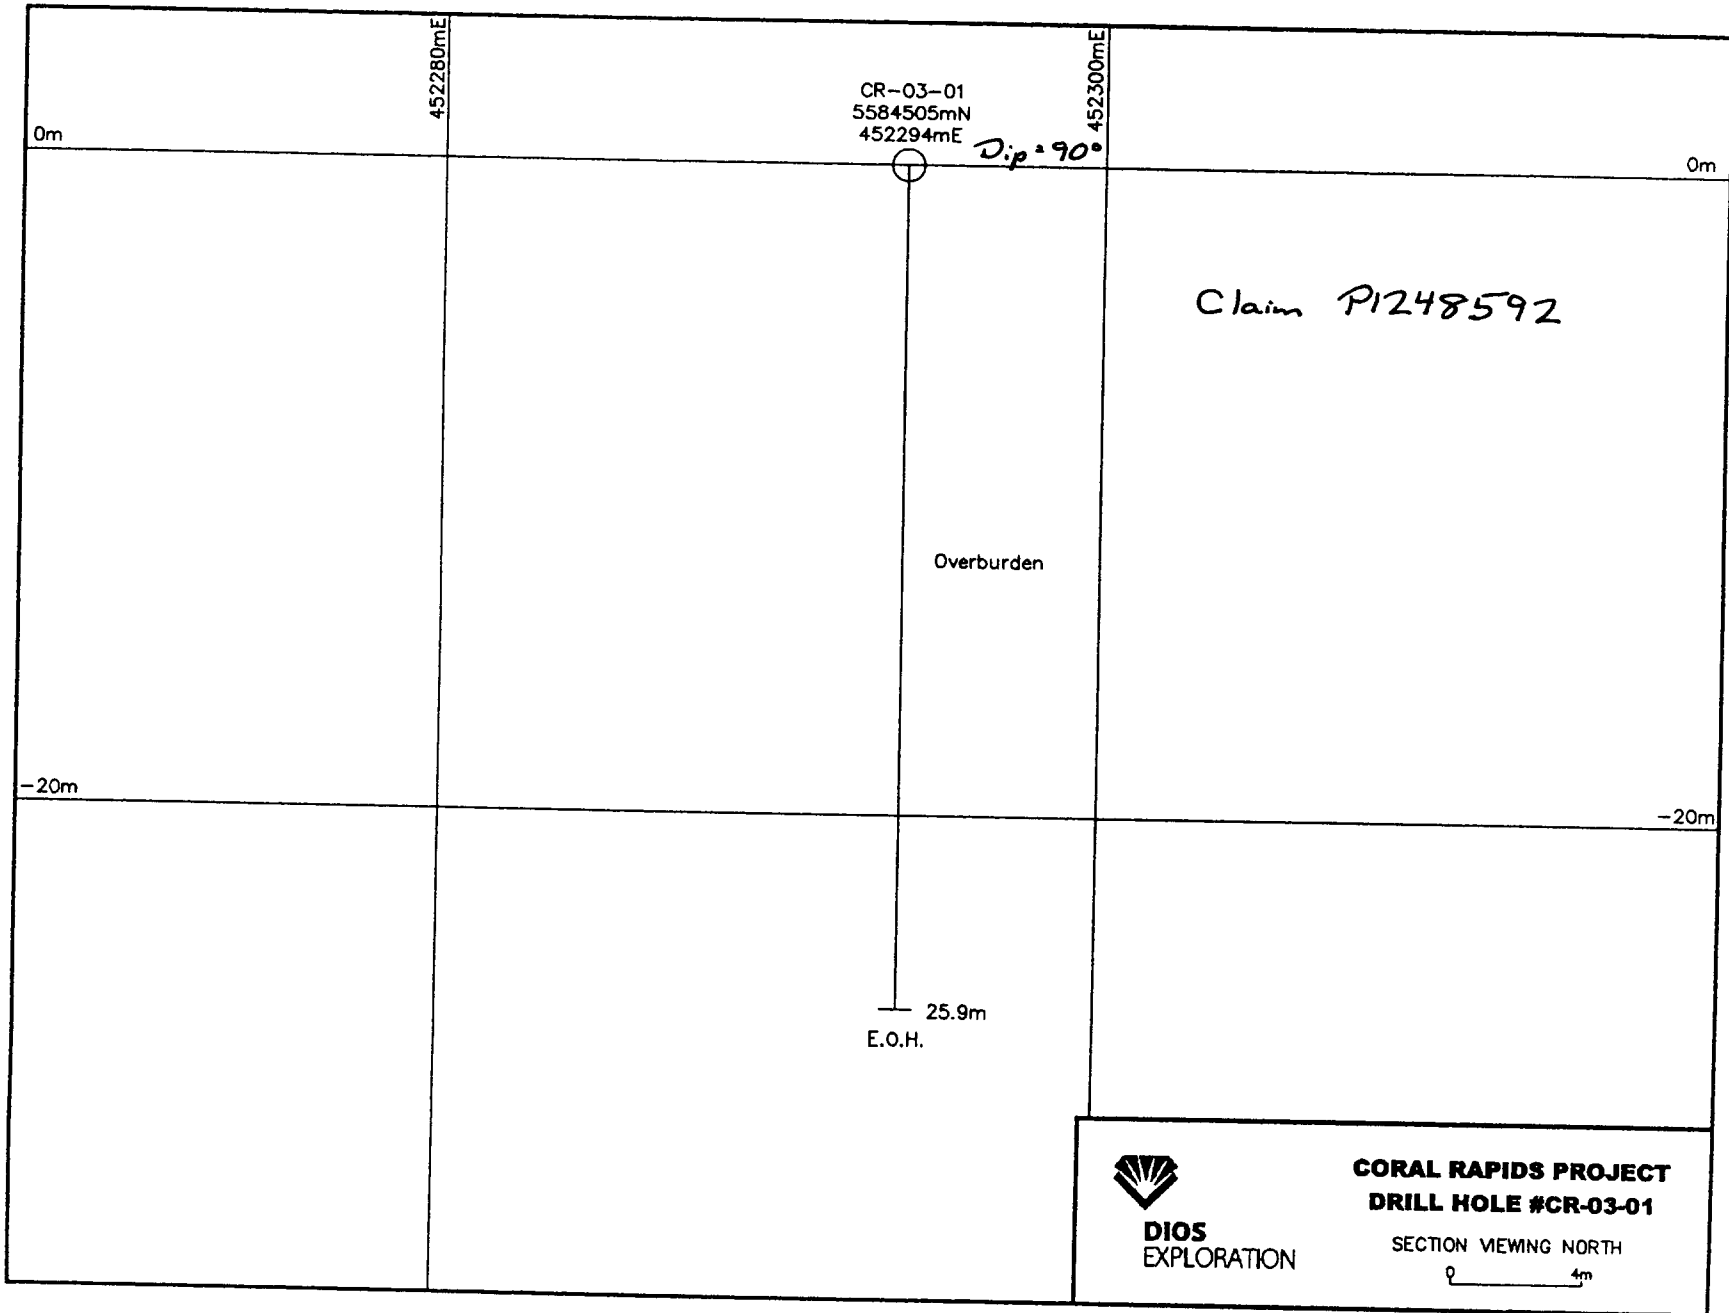 452280mE
452300mE
CR-03-01
5584505mN
452294mE
Dip = 90°
0m
0m
Claim P1248592
Overburden
-20m
-20m
25.9m
E.O.H.
CORAL RAPIDS PROJECT
DRILL HOLE #CR-03-01
DIOS
EXPLORATION
SECTION VIEWING NORTH
0 4m